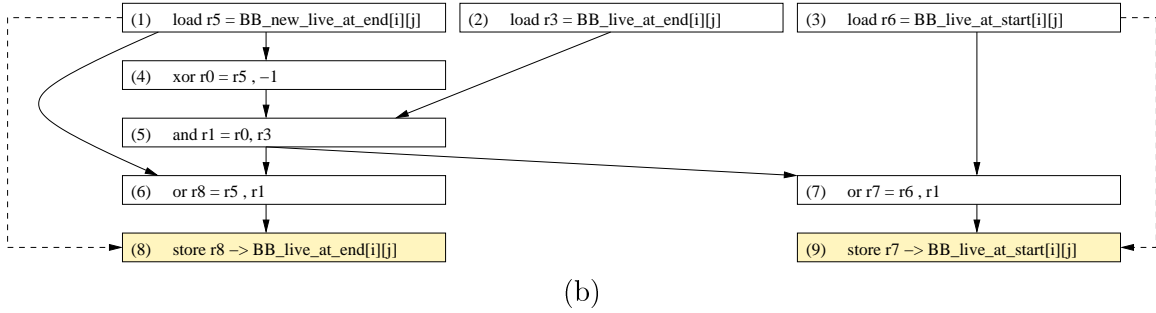 (1) load r5 = BB_new_live_at_end[i][j]
(2) load r3 = BB_live_at_end[i][j]
(3) load r6 = BB_live_at_start[i][j]
(4) xor r0 = r5 , −1
(5) and r1 = r0, r3
(6) or r8 = r5 , r1
(7) or r7 = r6 , r1
(8) store r8 −> BB_live_at_end[i][j]
(9) store r7 −> BB_live_at_start[i][j]
(b)